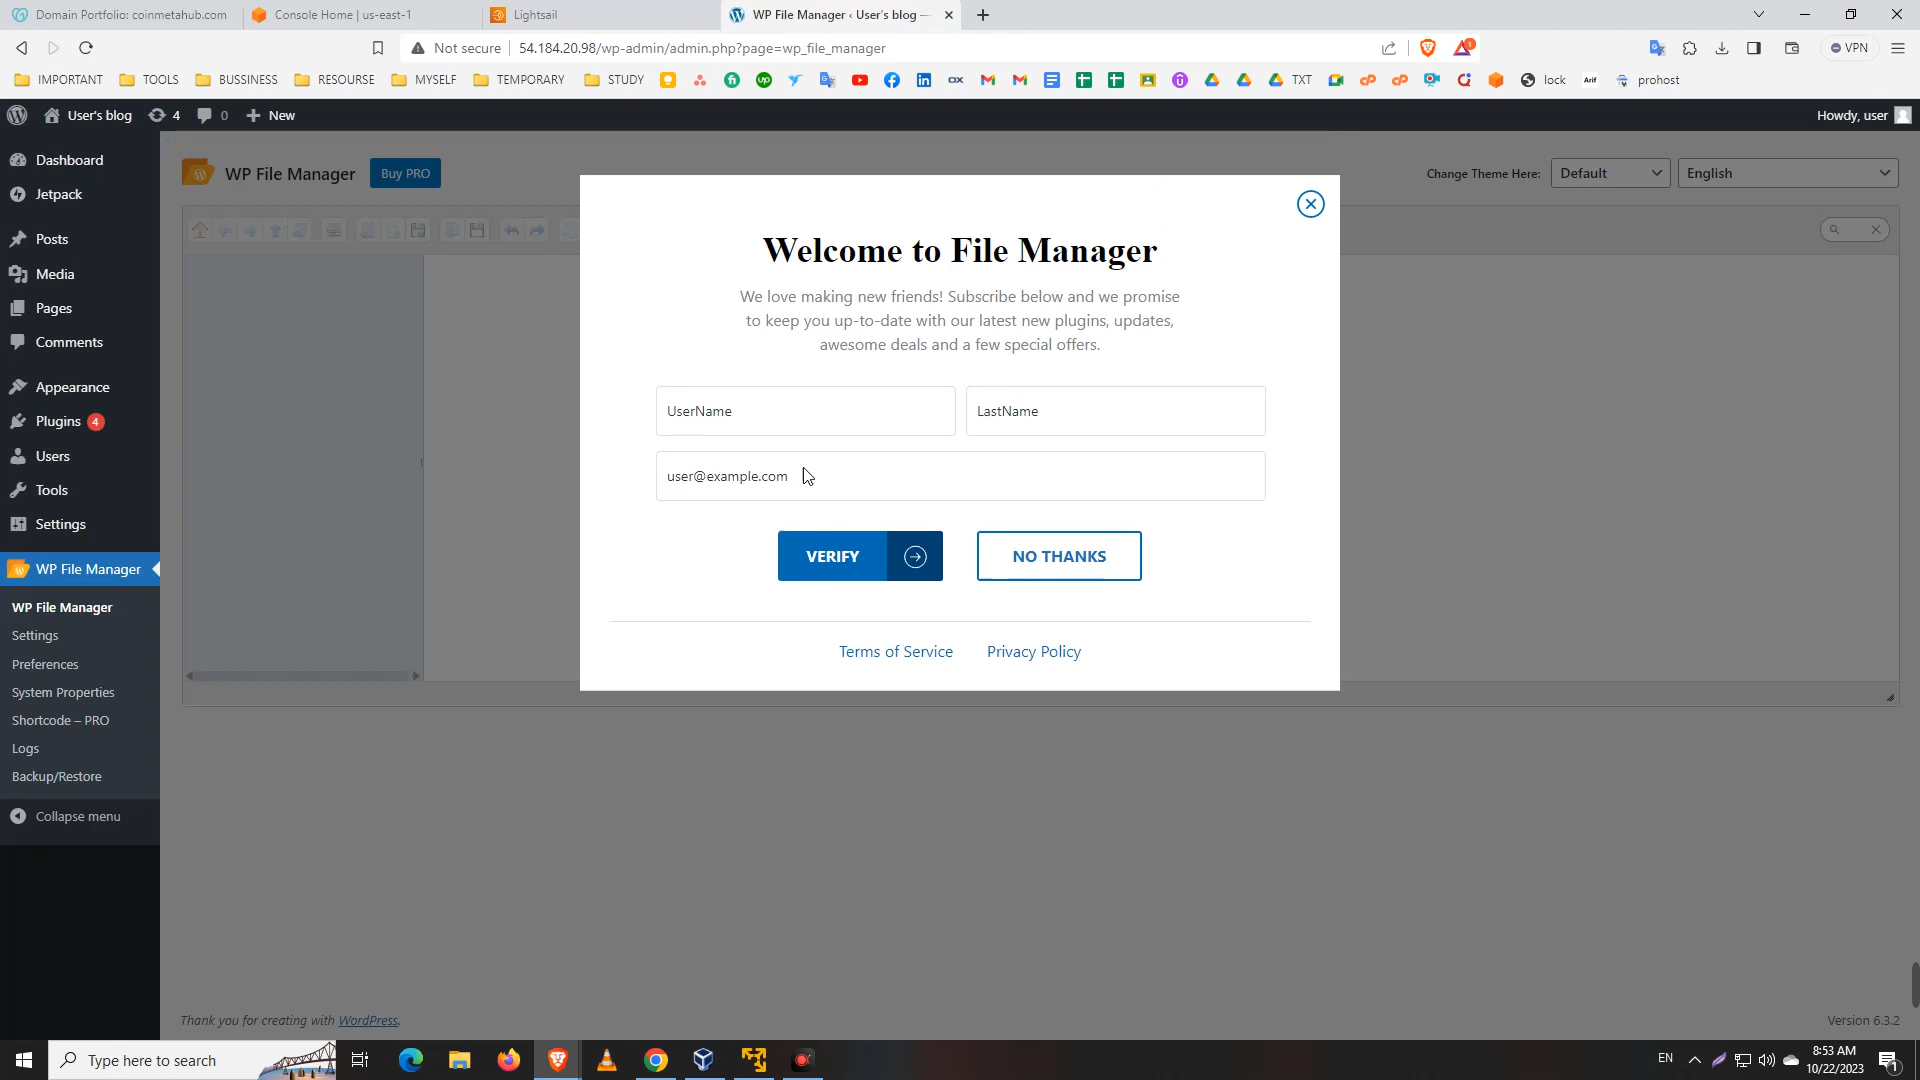 Domain Portfolio: coinmetahub.com
Console Home | us-east-1
Lightsail
WP File Manager ‹ User's blog —
Not secure
54.184.20.98/wp-admin/admin.php?page=wp_file_manager
VPN
IMPORTANT
TOOLS
BUSSINESS
RESOURSE
MYSELF
TEMPORARY
STUDY
TXT
lock
Arif
prohost
User's blog
4
0
New
Howdy, user
Dashboard
Jetpack
Posts
Media
Pages
Comments
Appearance
Plugins 4
Users
Tools
Settings
WP File Manager
WP File Manager
Settings
Preferences
System Properties
Shortcode – PRO
Logs
Backup/Restore
Collapse menu
WP File Manager
Buy PRO
Change Theme Here:
Default
English
Welcome to File Manager
We love making new friends! Subscribe below and we promise
to keep you up-to-date with our latest new plugins, updates,
awesome deals and a few special offers.
UserName
LastName
user@example.com
VERIFY
NO THANKS
Terms of Service
Privacy Policy
Thank you for creating with WordPress.
Version 6.3.2
Type here to search
EN
8:53 AM
10/22/2023
1